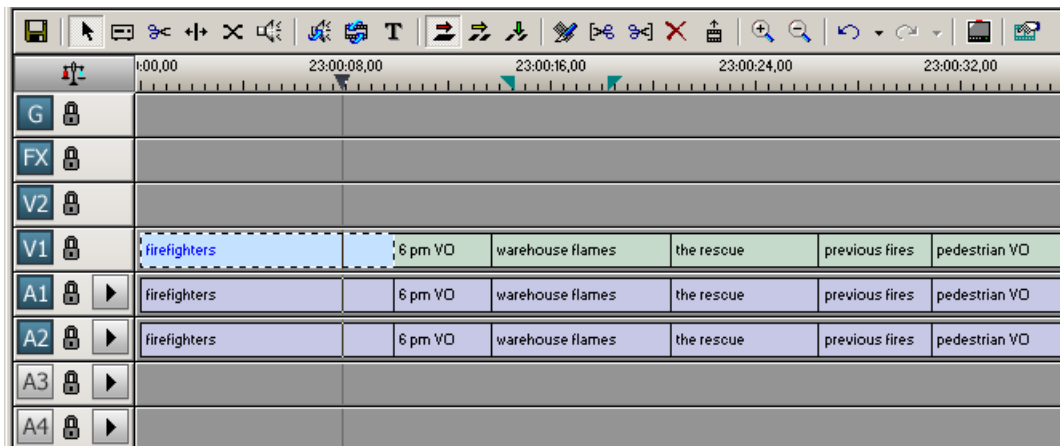 T
:00,00 23:00:08,00 23:00:16,00 23:00:24,00 23:00:32,00
G
FX
V2
V1 firefighters 6 pm VO warehouse flames the rescue previous fires pedestrian VO
A1 firefighters 6 pm VO warehouse flames the rescue previous fires pedestrian VO
A2 firefighters 6 pm VO warehouse flames the rescue previous fires pedestrian VO
A3
A4